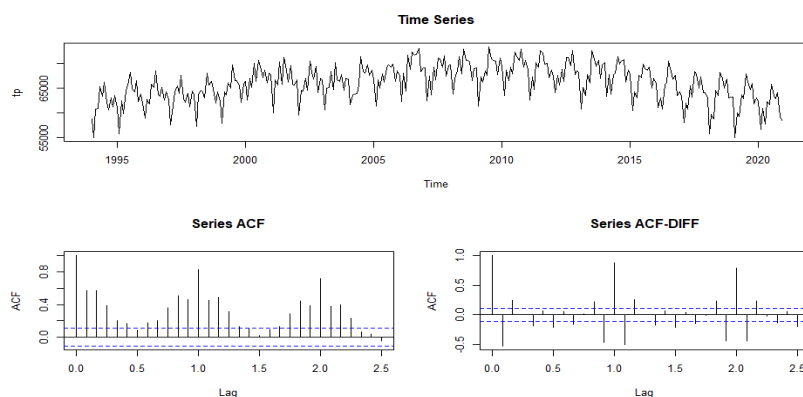 Time Series
tp
55000 66000
1995 2000 2005 2010 2015 2020
Time
Series ACF
ACF
0.0 0.4 0.8
0.0 0.5 1.0 1.5 2.0 2.5
Lag
Series ACF-DIFF
ACF
-0.5 0.0 0.5 1.0
0.0 0.5 1.0 1.5 2.0 2.5
Lag